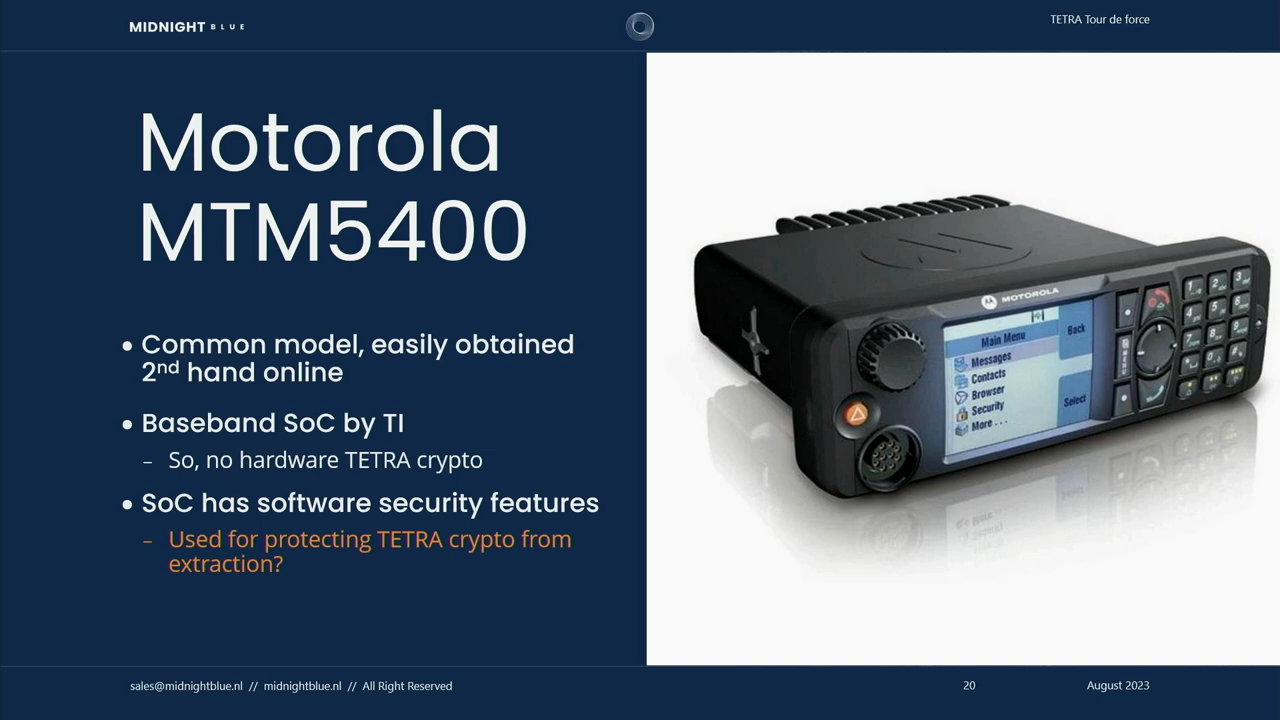 MIDNIGHT BLUE
TETRA Tour de force
Motorola
MTM5400
• Common model, easily obtained
2nd hand online
• Baseband SoC by TI
– So, no hardware TETRA crypto
• SoC has software security features
– Used for protecting TETRA crypto from
extraction?
MOTOROLA
Main Menu
Messages
Contacts
Browser
Security
More . . .
Back
Select
MENU
sales@midnightblue.nl // midnightblue.nl // All Right Reserved
20
August 2023